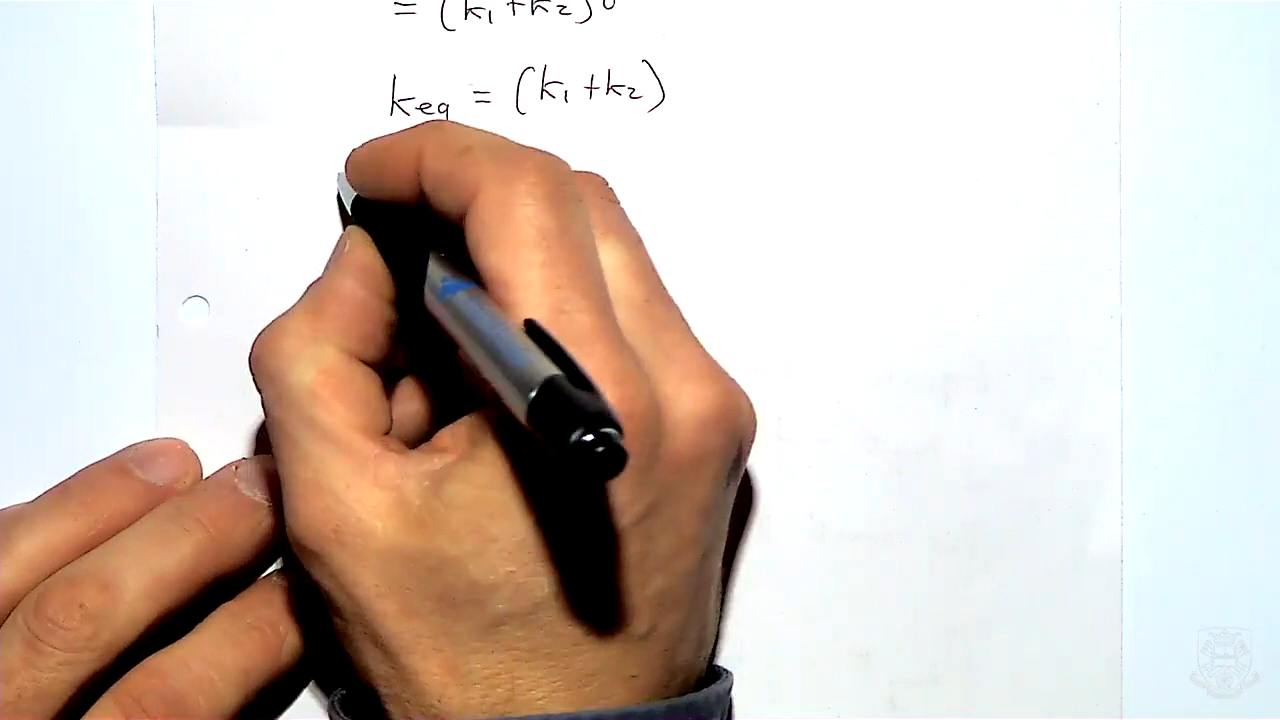 = (k₁+k₂)
k_eq = (k₁+k₂)